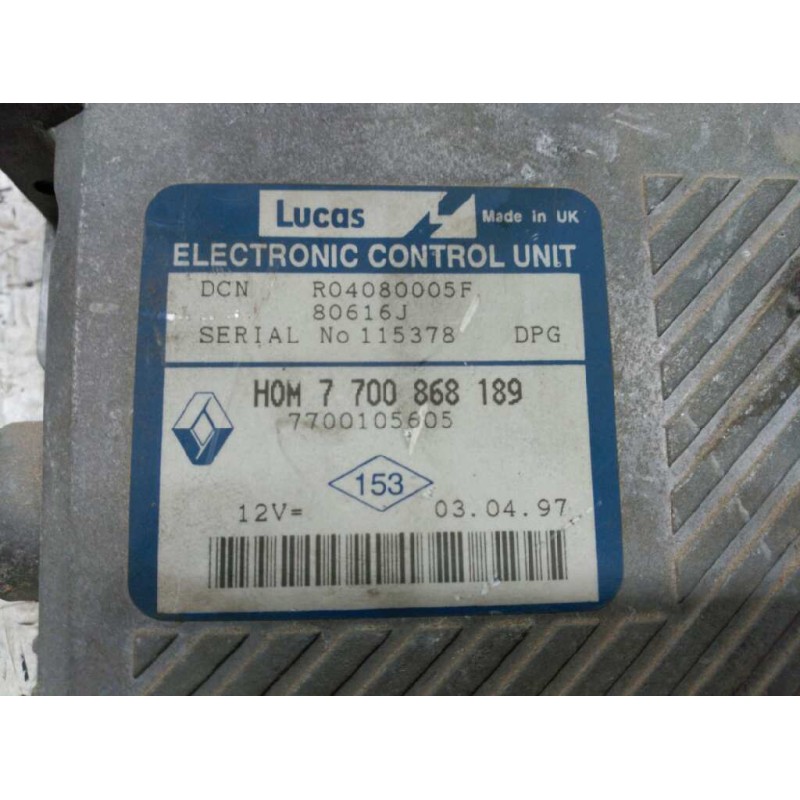 Lucas Made in UK
ELECTRONIC CONTROL UNIT
DCN R04080005F
80616J
SERIAL No 115378 DPG
HOM 7 700 868 189
7700105605
153
12V= 03.04.97